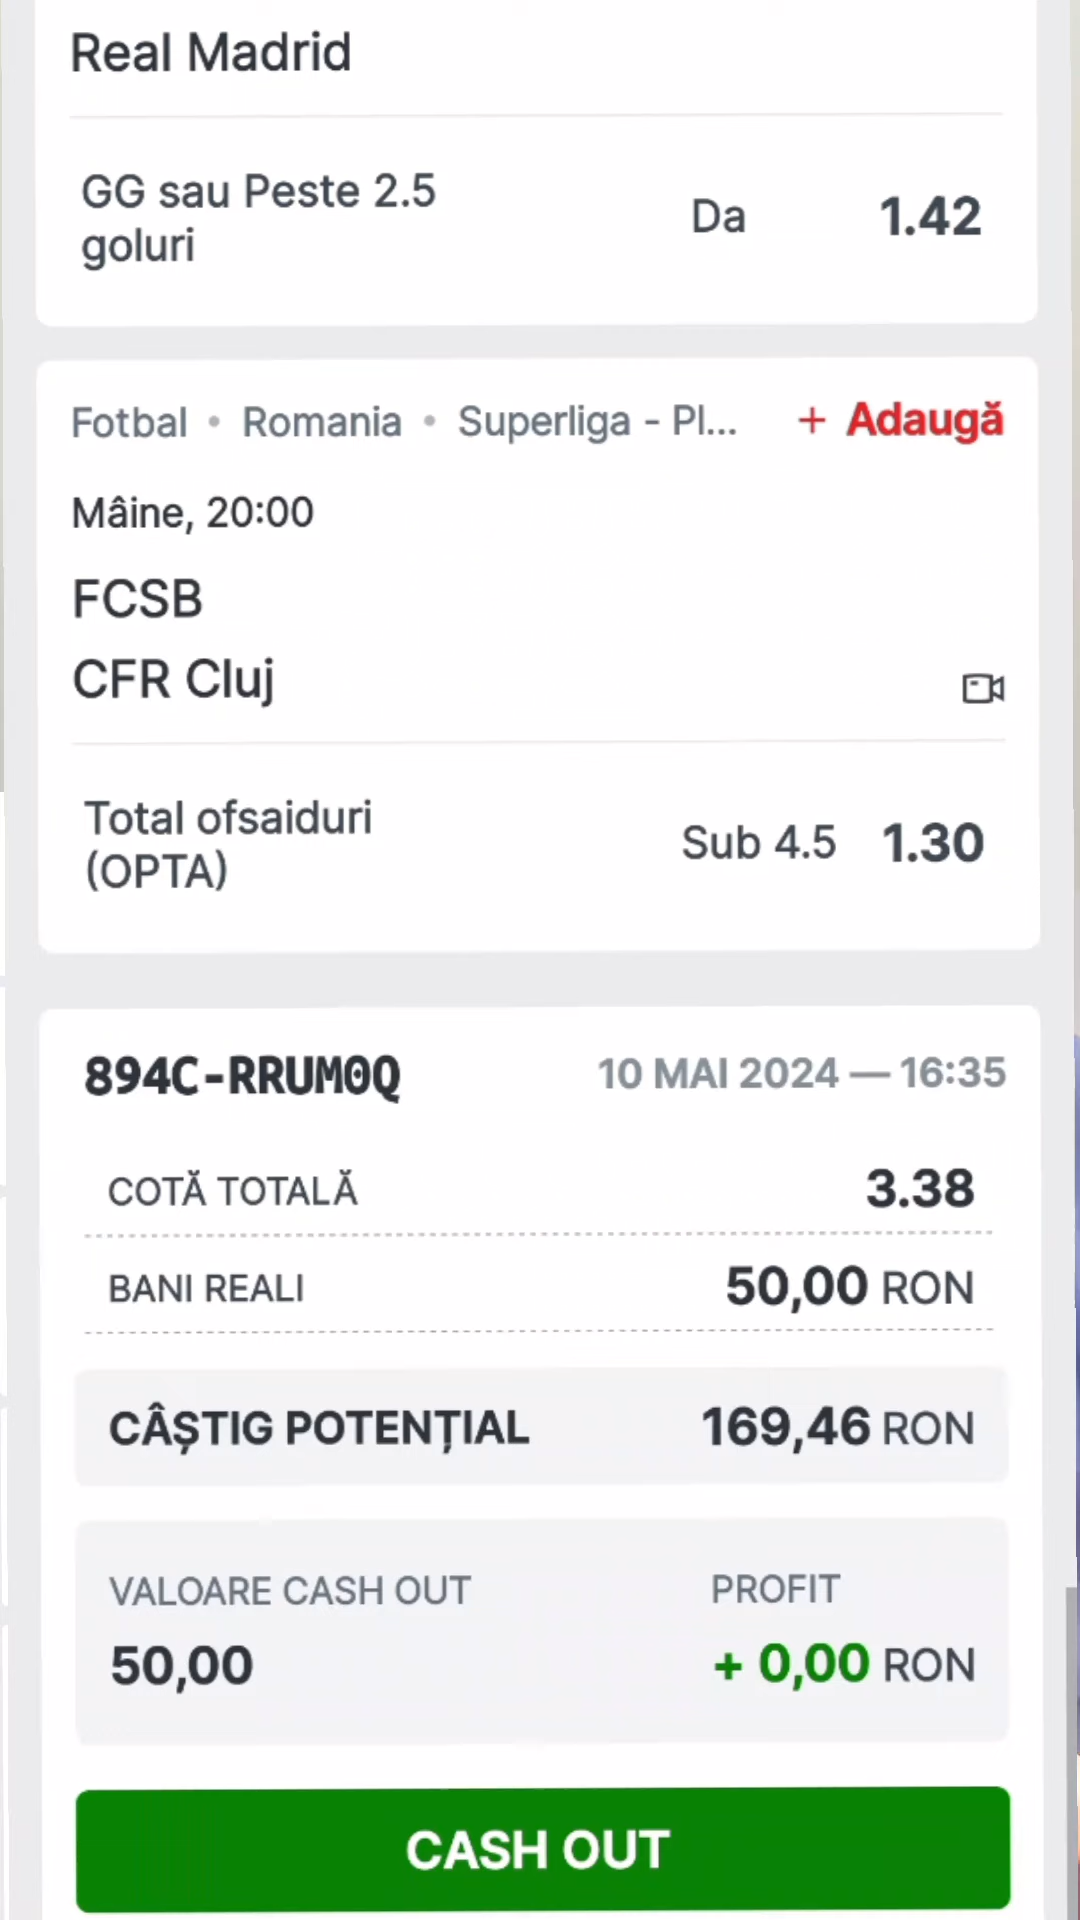 Real Madrid
GG sau Peste 2.5
goluri
Da
1.42
Fotbal • Romania • Superliga - Pl... + Adaugă
Mâine, 20:00
FCSB
CFR Cluj
Total ofsaiduri
(OPTA)
Sub 4.5 1.30
894C-RRUM0Q 10 MAI 2024 — 16:35
COTĂ TOTALĂ 3.38
BANI REALI 50,00 RON
CÂȘTIG POTENȚIAL 169,46 RON
VALOARE CASH OUT PROFIT
50,00 + 0,00 RON
CASH OUT